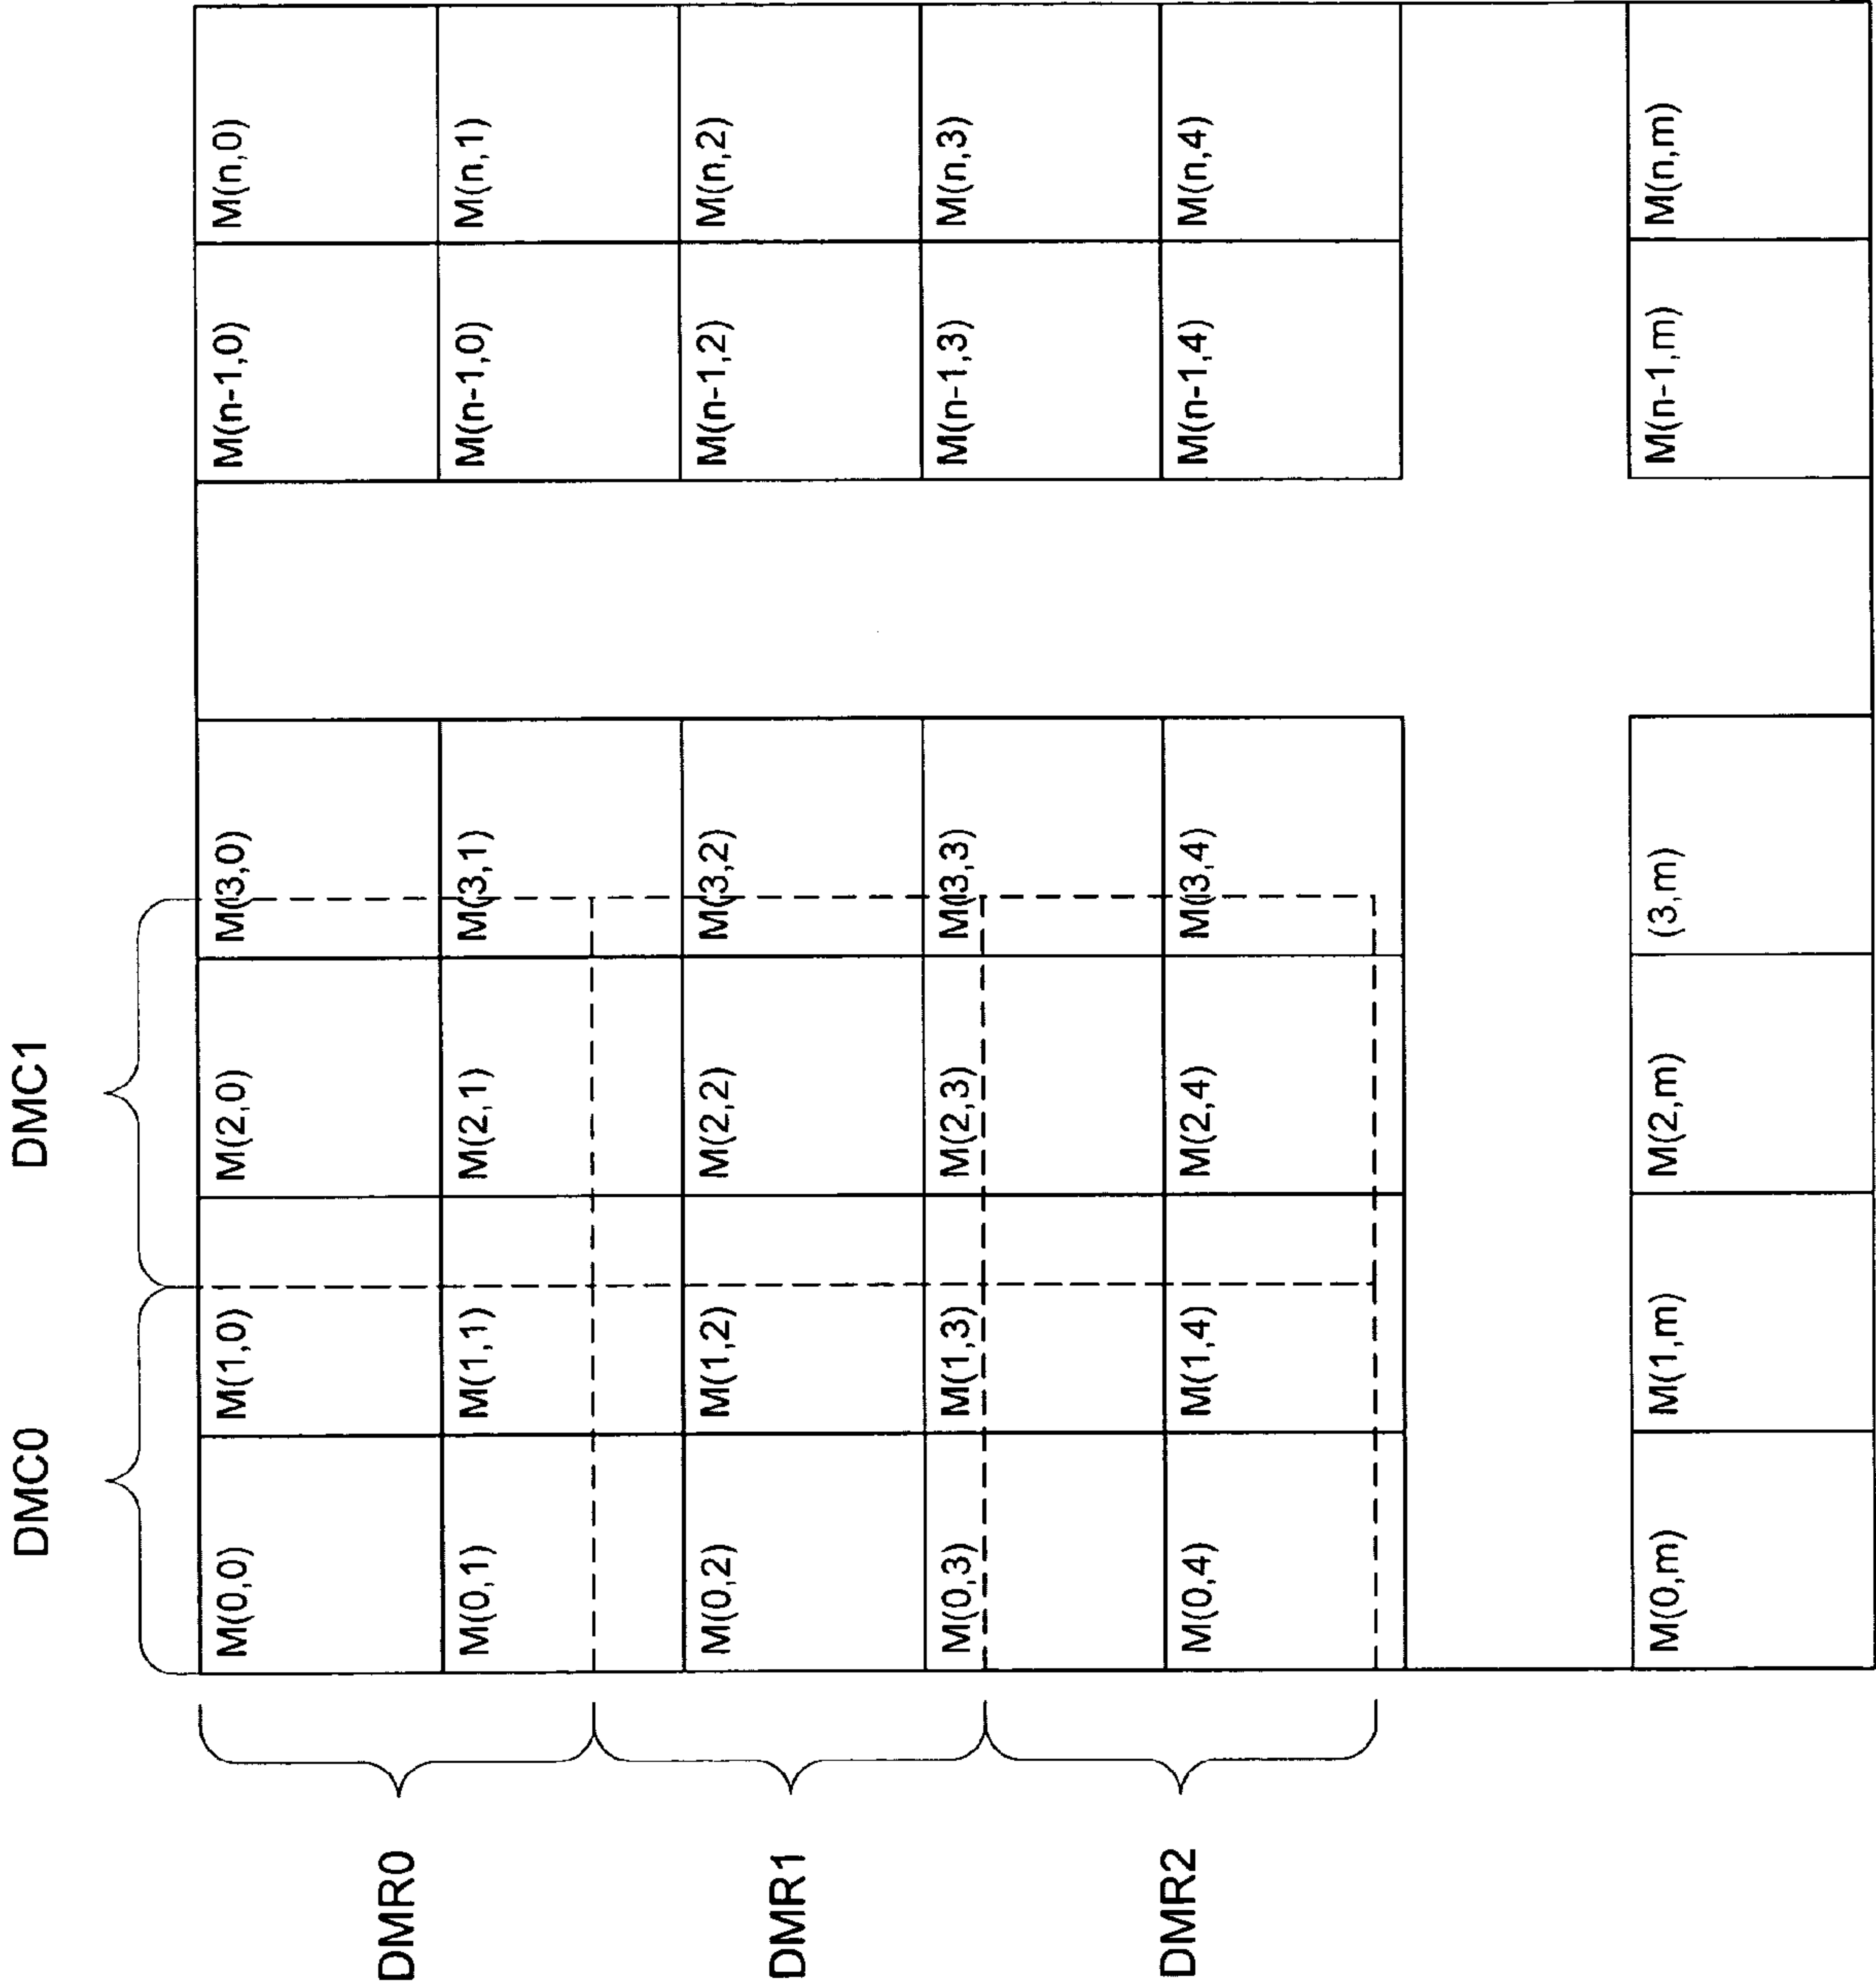 DMC0 DMC1
DMR0
DMR1
DMR2
M(0,0) M(1,0) M(2,0) M(3,0) M(n-1,0) M(n,0)
M(0,1) M(1,1) M(2,1) M(3,1) M(n-1,0) M(n,1)
M(0,2) M(1,2) M(2,2) M(3,2) M(n-1,2) M(n,2)
M(0,3) M(1,3) M(2,3) M(3,3) M(n-1,3) M(n,3)
M(0,4) M(1,4) M(2,4) M(3,4) M(n-1,4) M(n,4)
M(0,m) M(1,m) M(2,m) (3,m) M(n-1,m) M(n,m)